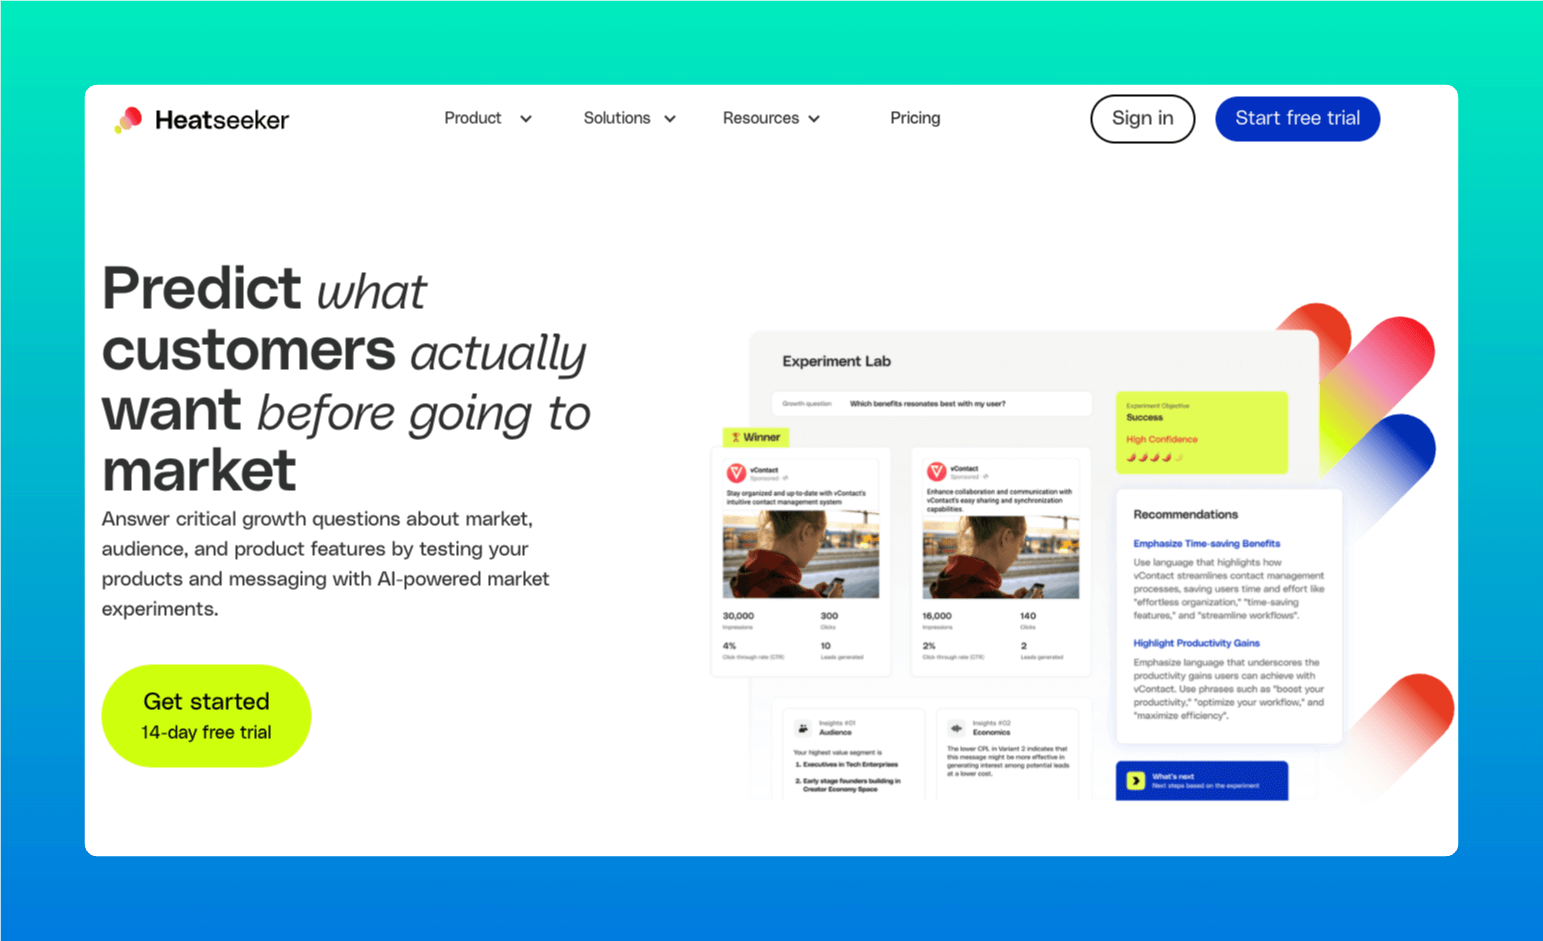 Heatseeker
Product
Solutions
Resources
Pricing
Sign in
Start free trial
Predict what
customers actually
want before going to
market
Answer critical growth questions about market,
audience, and product features by testing your
products and messaging with AI-powered market
experiments.
Get started
14-day free trial
Experiment Lab
Growth question
Which benefits resonates best with my user?
Winner
vContact
Sponsored
Stay organized and up-to-date with vContact's
intuitive contact management system
30,000
300
Impressions
Clicks
4%
10
Click through rate (CTR)
Leads generated
vContact
Sponsored
Enhance collaboration and communication with
vContact's easy sharing and synchronization
capabilities.
16,000
140
Impressions
Clicks
2%
2
Click through rate (CTR)
Leads generated
Experiment Objective
Success
High Confidence
Recommendations
Emphasize Time-saving Benefits
Use language that highlights how
vContact streamlines contact management
processes, saving users time and effort like
"effortless organization," "time-saving
features," and "streamline workflows".
Highlight Productivity Gains
Emphasize language that underscores the
productivity gains users can achieve with
vContact. Use phrases such as "boost your
productivity," "optimize your workflow," and
"maximize efficiency".
Insights #01
Audience
Your highest value segment is
1. Executives in Tech Enterprises
2. Early stage founders building in
Creator Economy Space
Insights #02
Economics
The lower CPL in Variant 2 indicates that
this message might be more effective in
generating interest among potential leads
at a lower cost.
What's next
Next steps based on the experiment